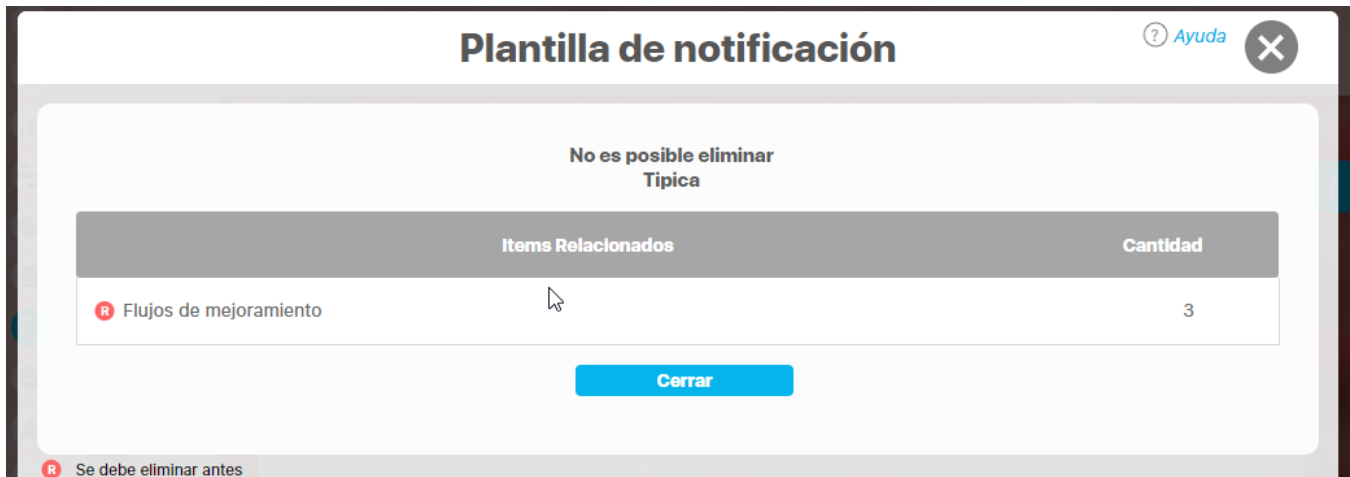 Plantilla de notificación
? Ayuda
No es posible eliminar
Tipica
Items Relacionados Cantidad
R Flujos de mejoramiento 3
Cerrar
R Se debe eliminar antes